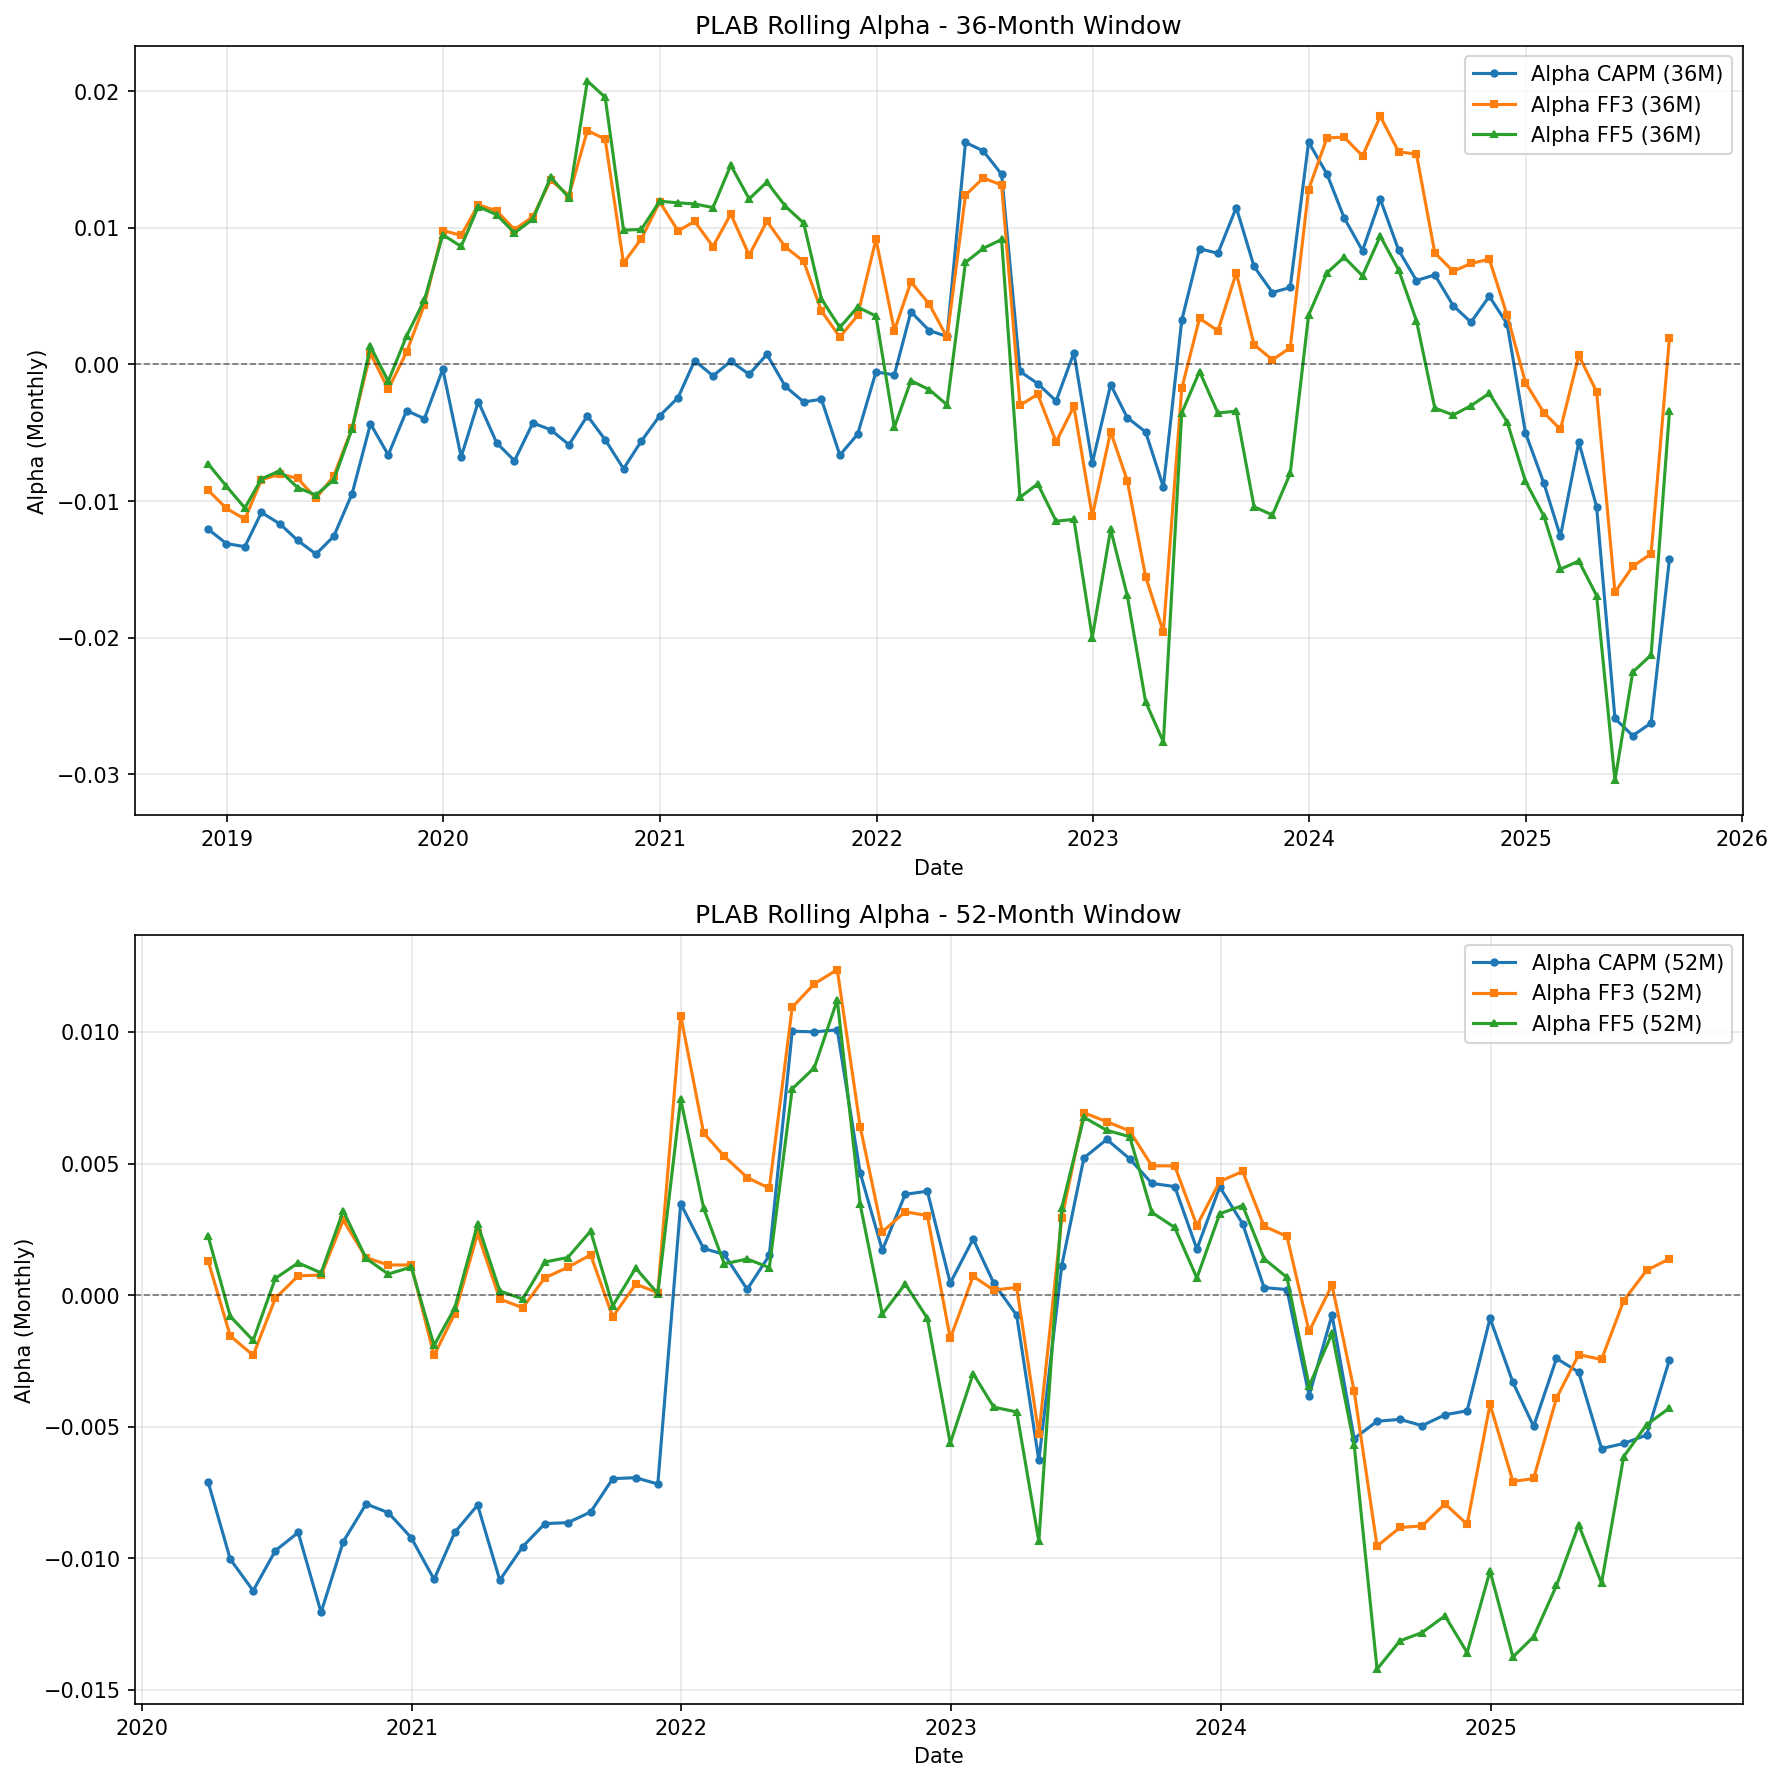 PLAB Rolling Alpha - 36-Month Window
Alpha CAPM (36M)
Alpha FF3 (36M)
Alpha FF5 (36M)
Alpha (Monthly)
0.02
0.01
0.00
−0.01
−0.02
−0.03
2019 2020 2021 2022 2023 2024 2025 2026
Date
PLAB Rolling Alpha - 52-Month Window
Alpha CAPM (52M)
Alpha FF3 (52M)
Alpha FF5 (52M)
Alpha (Monthly)
0.010
0.005
0.000
−0.005
−0.010
−0.015
2020 2021 2022 2023 2024 2025
Date